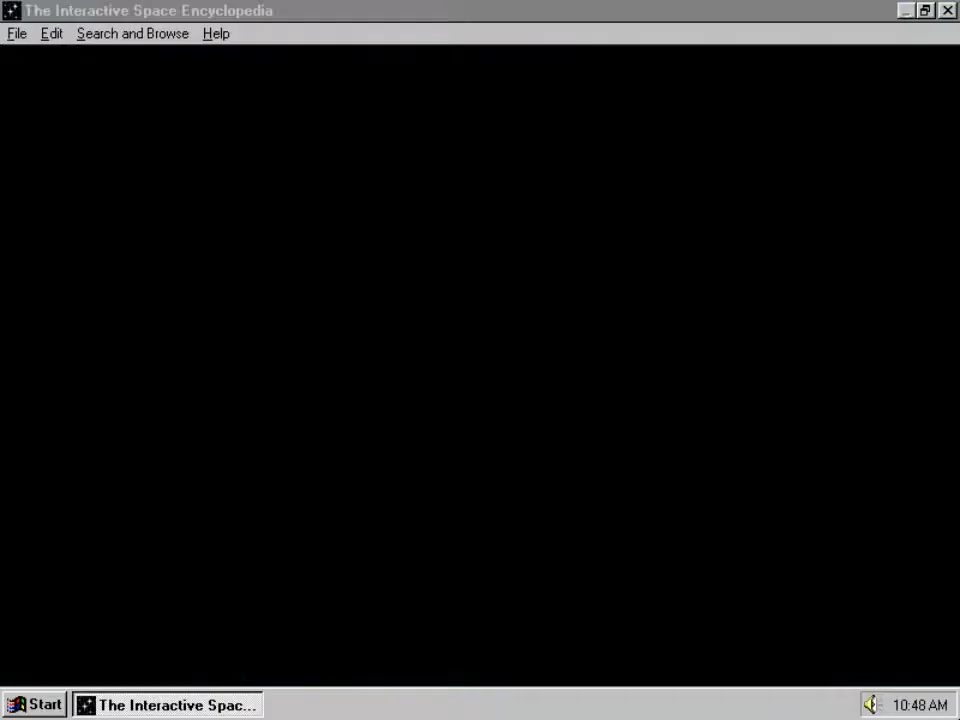 The Interactive Space Encyclopedia
File Edit Search and Browse Help
Start The Interactive Spac... 10:48 AM